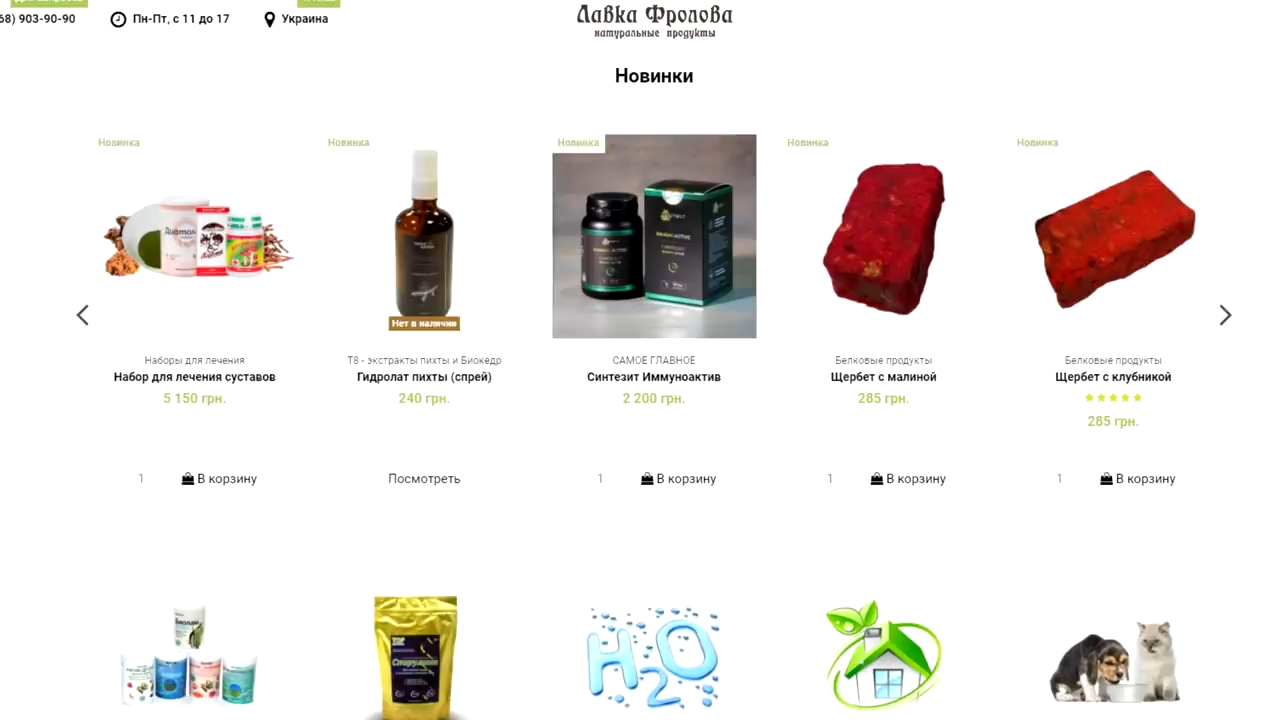 68) 903-90-90
Пн-Пт, с 11 до 17
Украина
Лавка Фролова
натуральные продукты
Новинки
Новинка
Новинка
Новинка
Новинка
Новинка
Нет в наличии
Наборы для лечения
Т8 - экстракты пихты и Биокедр
САМОЕ ГЛАВНОЕ
Белковые продукты
Белковые продукты
Набор для лечения суставов
Гидролат пихты (спрей)
Синтезит Иммуноактив
Щербет с малиной
Щербет с клубникой
5 150 грн.
240 грн.
2 200 грн.
285 грн.
285 грн.
1
В корзину
Посмотреть
1
В корзину
1
В корзину
1
В корзину
Спирулина
H2O